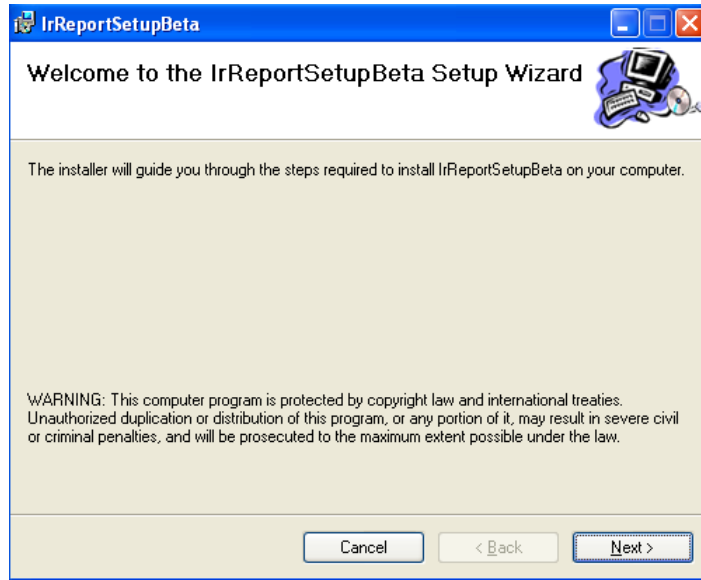 IrReportSetupBeta
Welcome to the IrReportSetupBeta Setup Wizard
The installer will guide you through the steps required to install IrReportSetupBeta on your computer.
WARNING: This computer program is protected by copyright law and international treaties.
Unauthorized duplication or distribution of this program, or any portion of it, may result in severe civil
or criminal penalties, and will be prosecuted to the maximum extent possible under the law.
Cancel
< Back
Next >